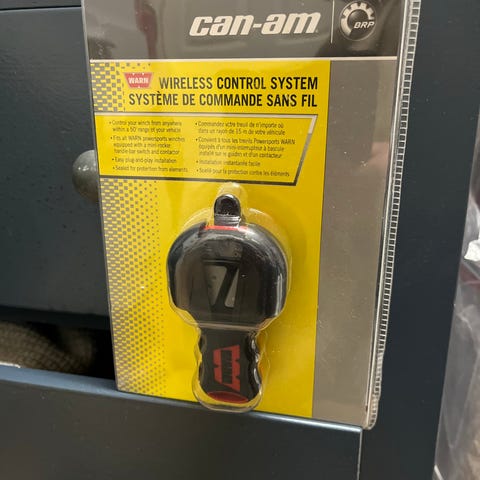 can-am
BRP
WARN
WIRELESS CONTROL SYSTEM
SYSTÈME DE COMMANDE SANS FIL
• Control your winch from anywhere
within a 50' range of your vehicle
• Fits all WARN powersports winches
equipped with a mini-rocker
handle bar switch and contactor
• Easy plug-and-play installation
• Sealed for protection from elements
• Commandez votre treuil de n'importe où
dans un rayon de 15 m de votre véhicule
• Convient à tous les treuils Powersports WARN
équipés d'un mini-interrupteur à bascule
installé sur le guidon et d'un contacteur
• Installation instantanée facile
• Scellé pour la protection contre les éléments
WARN